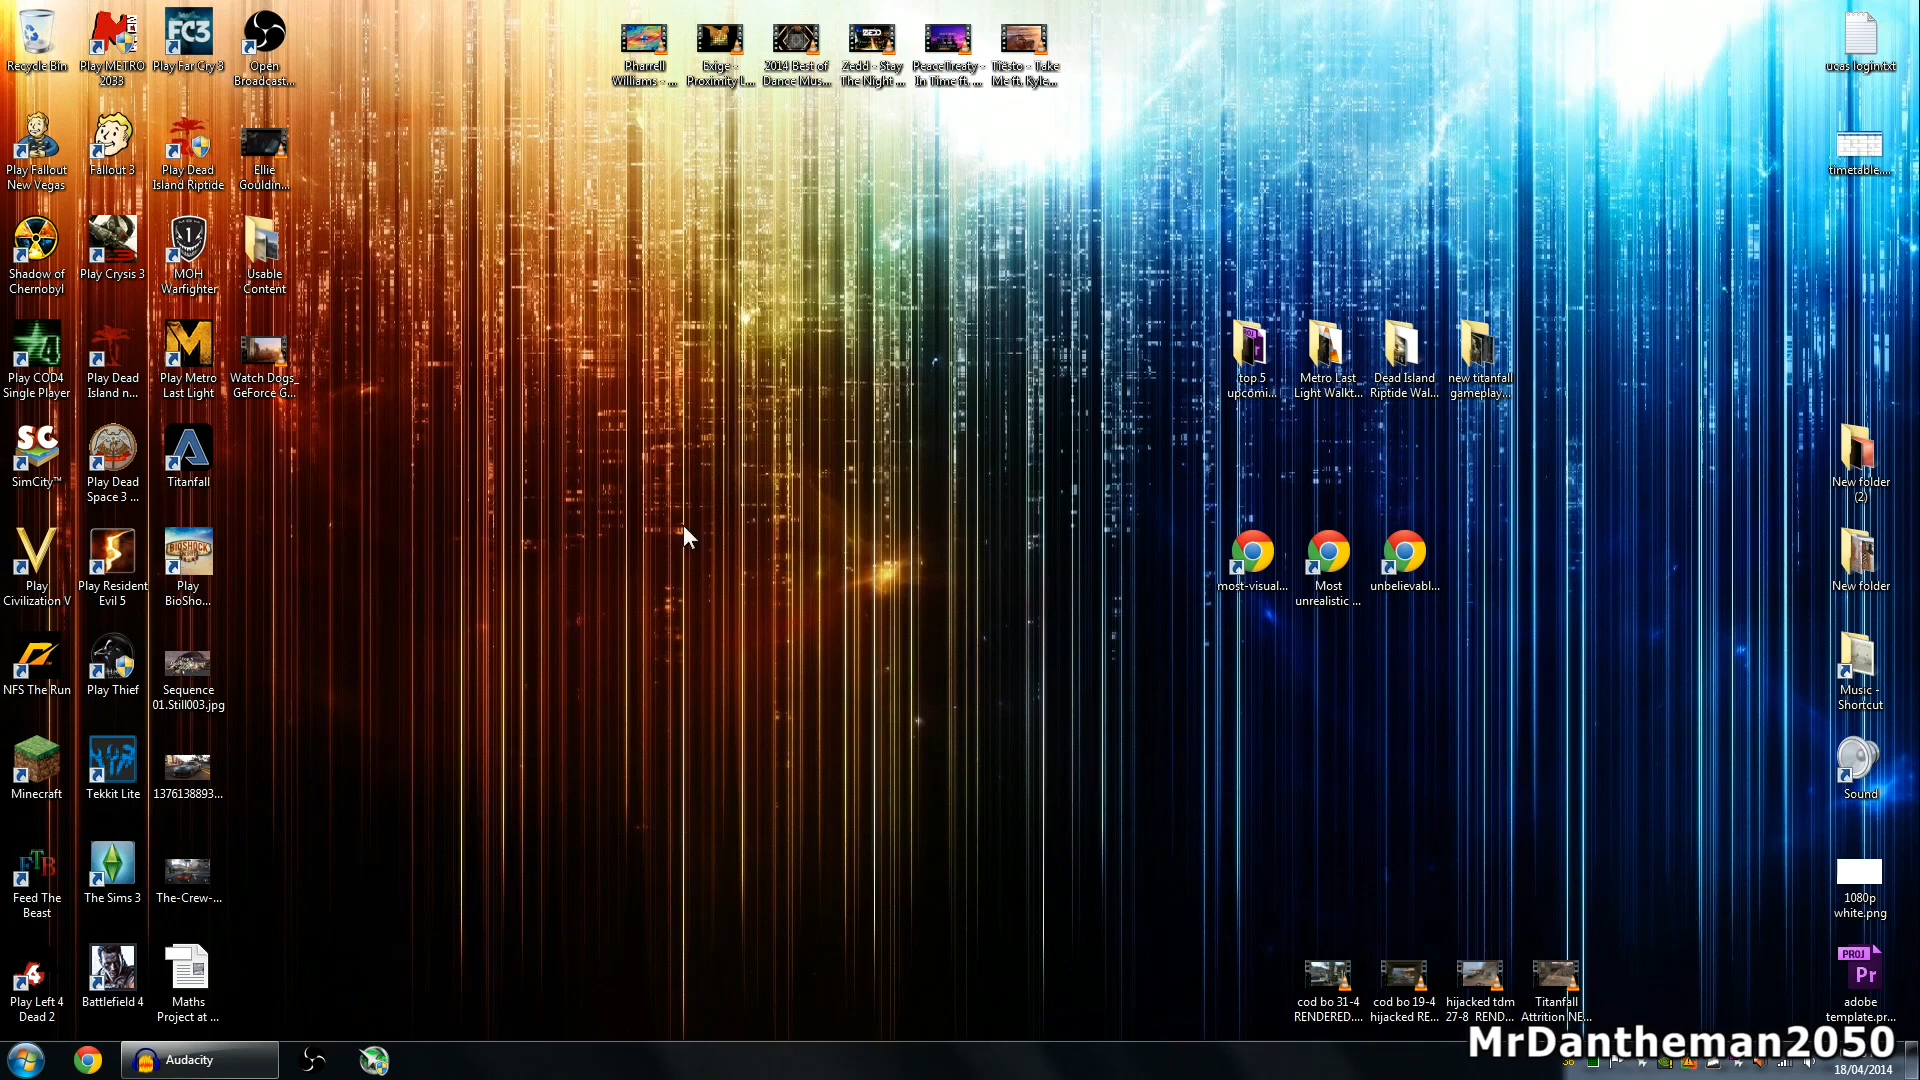 Recycle Bin
Play METRO
2033
Play Far Cry 3
Open
Broadcast...
Pharrell
Williams - ...
Exige -
Proximity L...
2014 Best of
Dance Mus...
Zedd - Stay
The Night ...
PeaceTreaty -
In Time ft. ...
Tiësto - Take
Me ft. Kyle...
ucas login.txt
Play Fallout
New Vegas
Fallout 3
Play Dead
Island Riptide
Ellie
Gouldin...
timetable....
Shadow of
Chernobyl
Play Crysis 3
MOH
Warfighter
Usable
Content
Play COD4
Single Player
Play Dead
Island n...
Play Metro
Last Light
Watch Dogs_
GeForce G...
top 5
upcomi...
Metro Last
Light Walkt...
Dead Island
Riptide Wal...
new titanfall
gameplay...
SimCity™
Play Dead
Space 3 ...
Titanfall
New folder
(2)
Play
Civilization V
Play Resident
Evil 5
Play
BioSho...
most-visual...
Most
unrealistic ...
unbelievabl...
New folder
NFS The Run
Play Thief
Sequence
01.Still003.jpg
Music -
Shortcut
Minecraft
Tekkit Lite
1376138893...
Sound
Feed The
Beast
The Sims 3
The-Crew-...
1080p
white.png
Play Left 4
Dead 2
Battlefield 4
Maths
Project at ...
cod bo 31-4
RENDERED....
cod bo 19-4
hijacked RE...
hijacked tdm
27-8 REND...
Titanfall
Attrition NE...
PROJ
Pr
adobe
template.pr...
MrDantheman2050
Audacity
18/04/2014